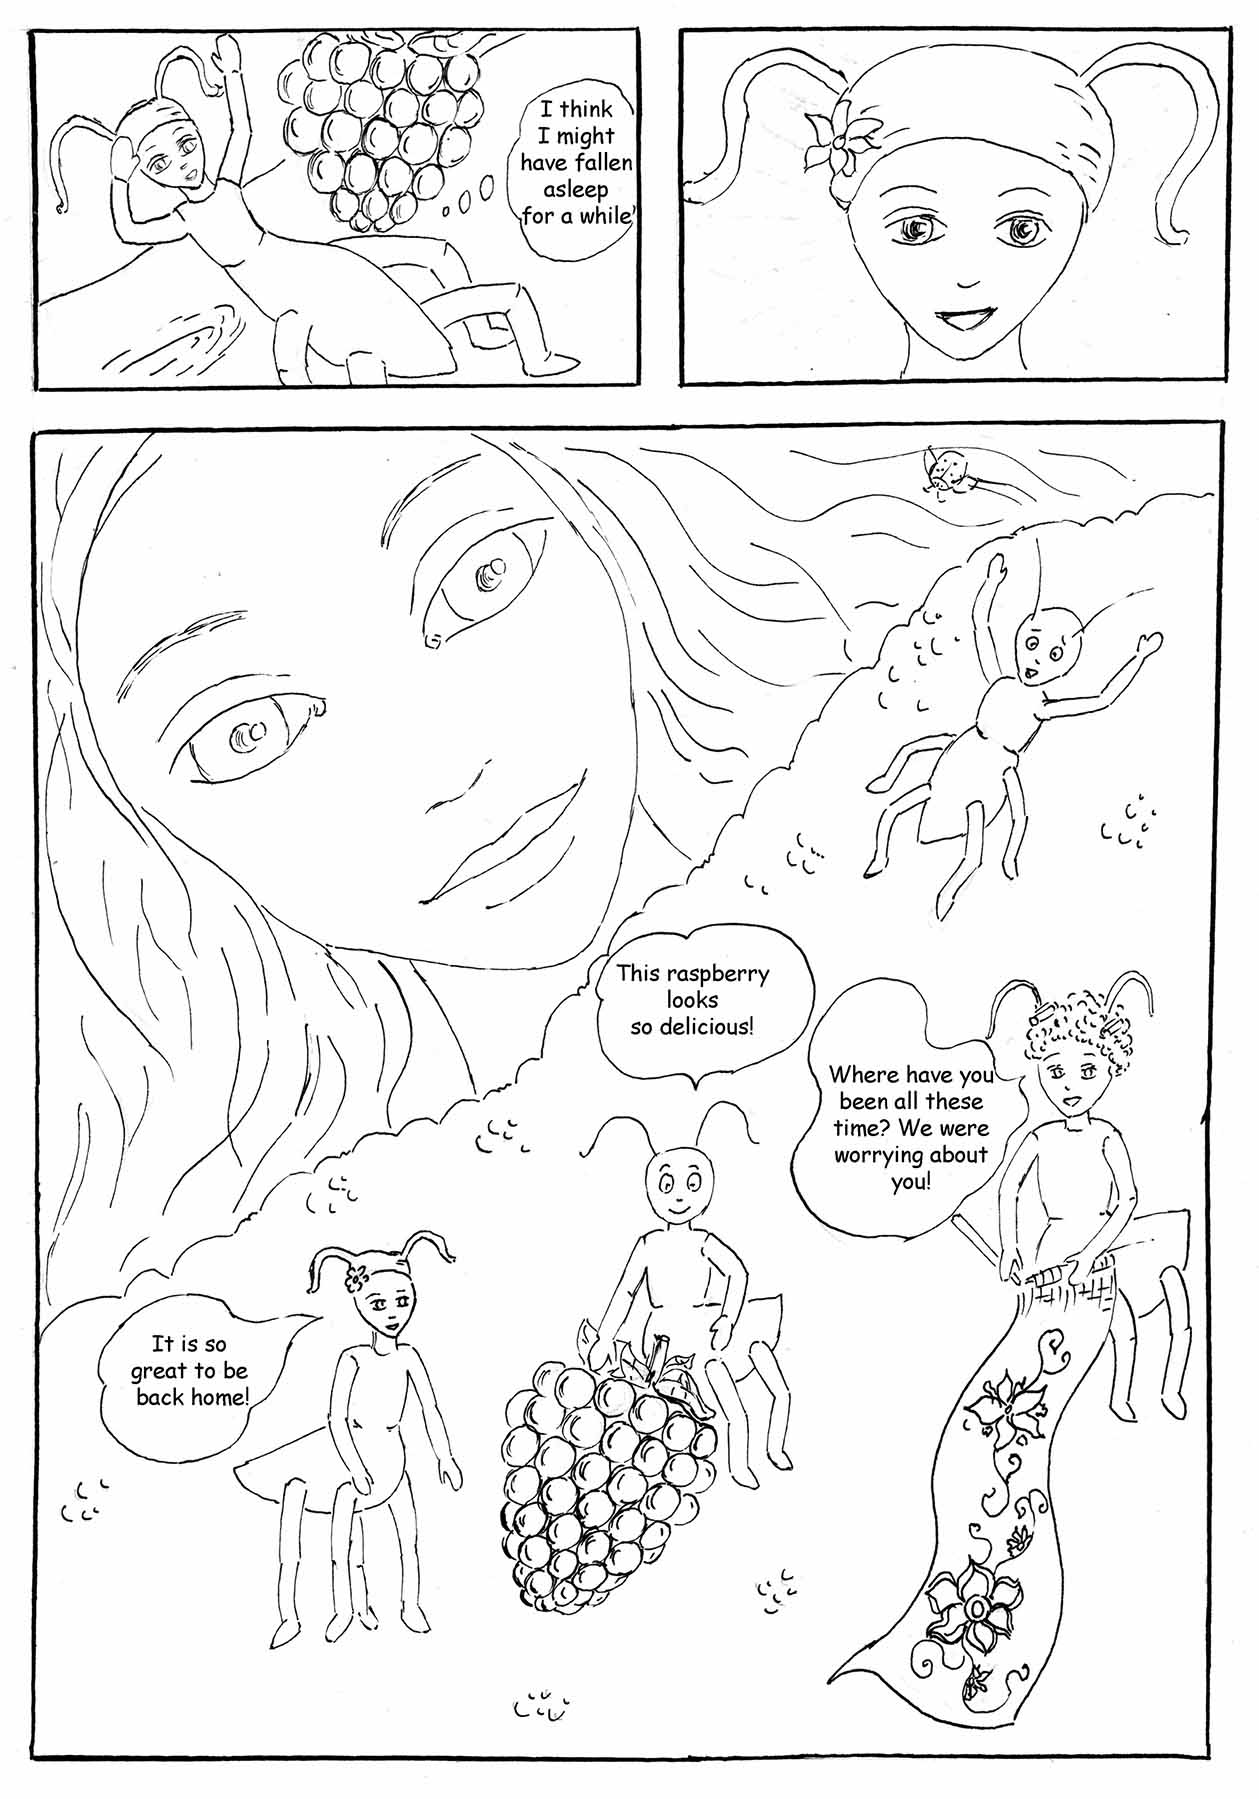 I think
I might
have fallen
asleep
for a while
This raspberry
looks
so delicious!
Where have you
been all these
time? We were
worrying about
you!
It is so
great to be
back home!